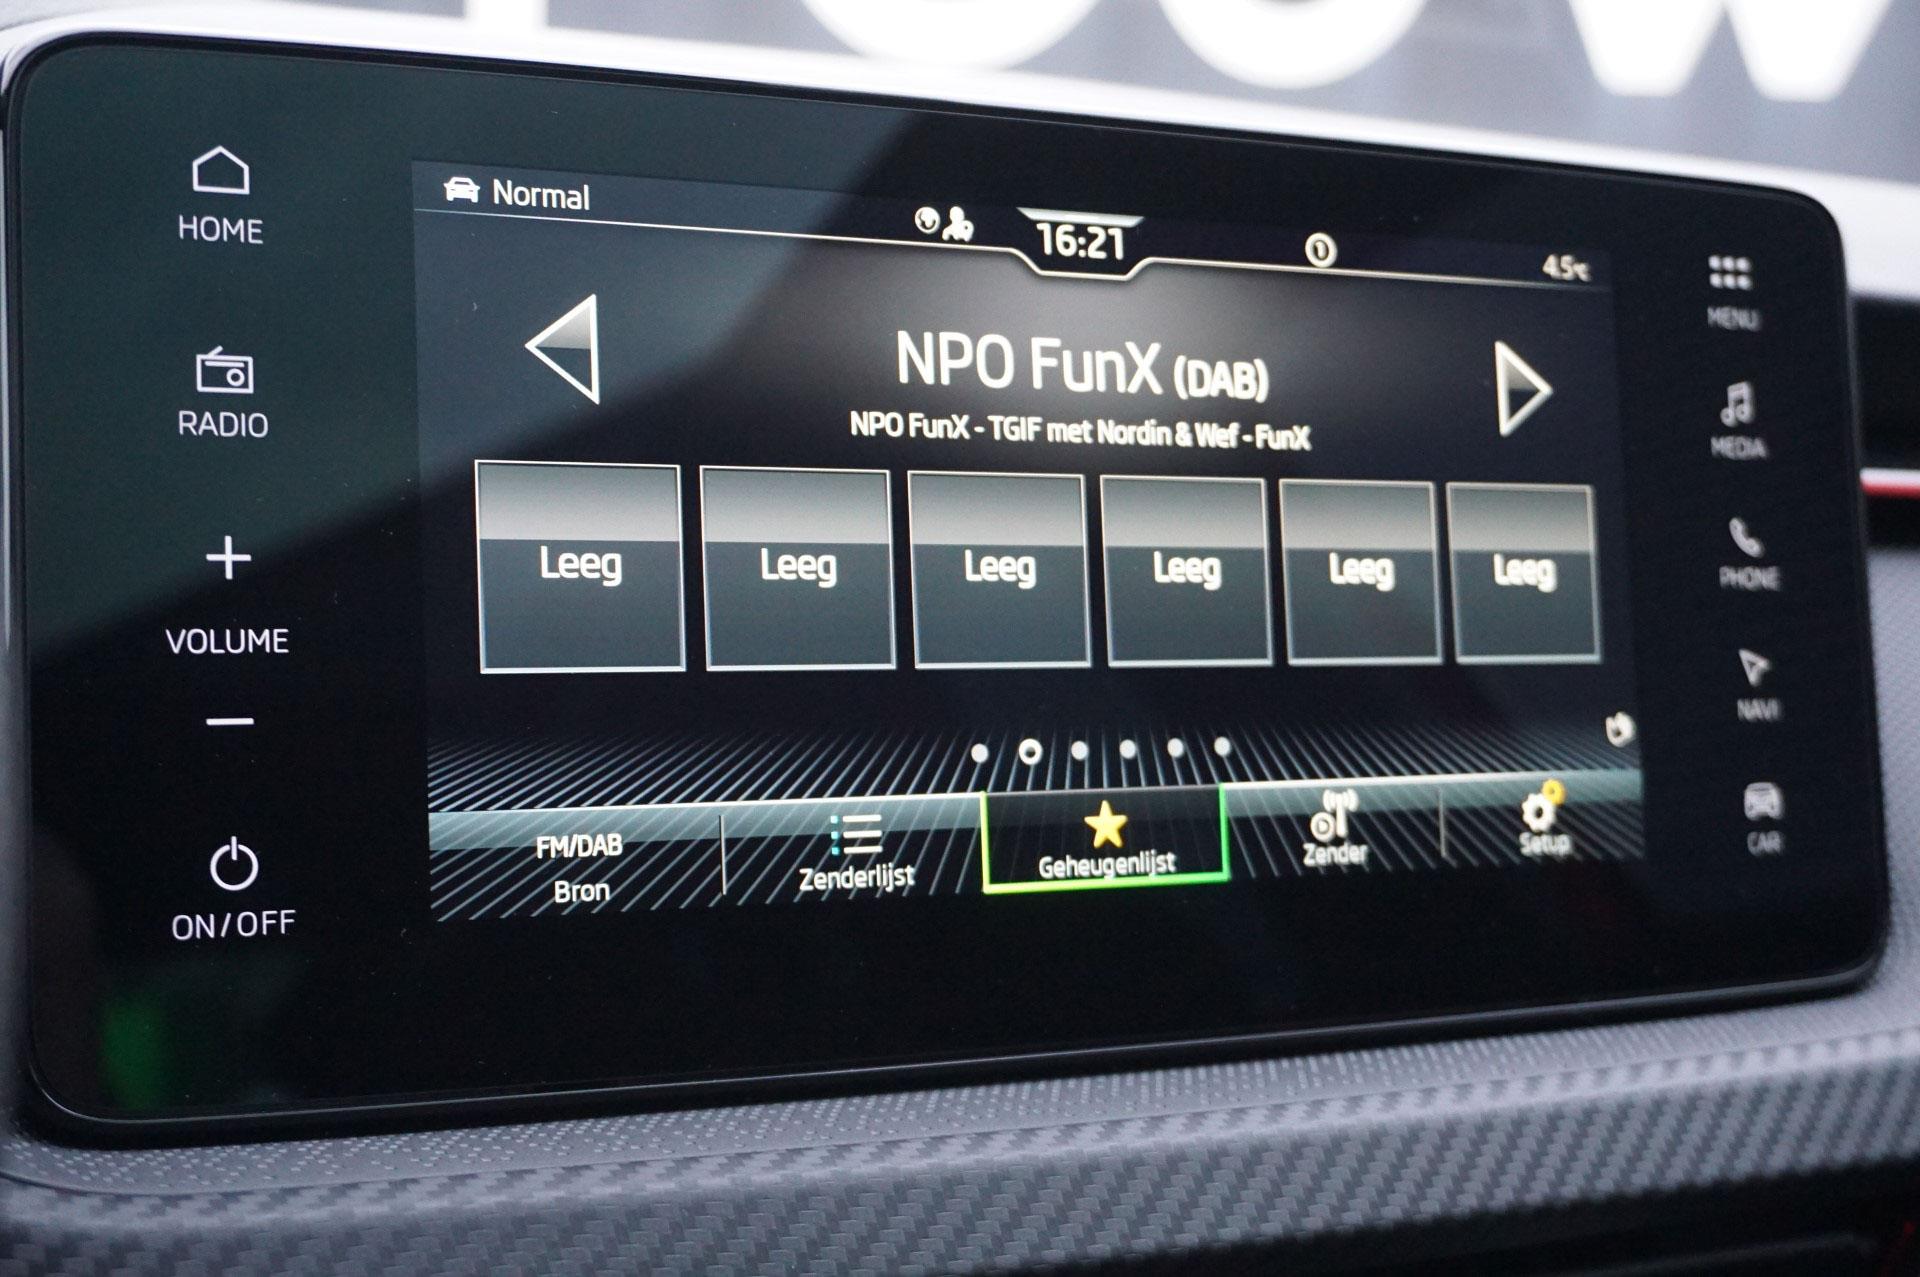 Normal
16:21
1
4.5°C
HOME
RADIO
VOLUME
ON/OFF
NPO FunX (DAB)
NPO FunX - TGIF met Nordin & Wef - FunX
Leeg
Leeg
Leeg
Leeg
Leeg
Leeg
FM/DAB
Bron
Zenderlijst
Geheugenlijst
Zender
Setup
MENU
MEDIA
PHONE
NAVI
CAR